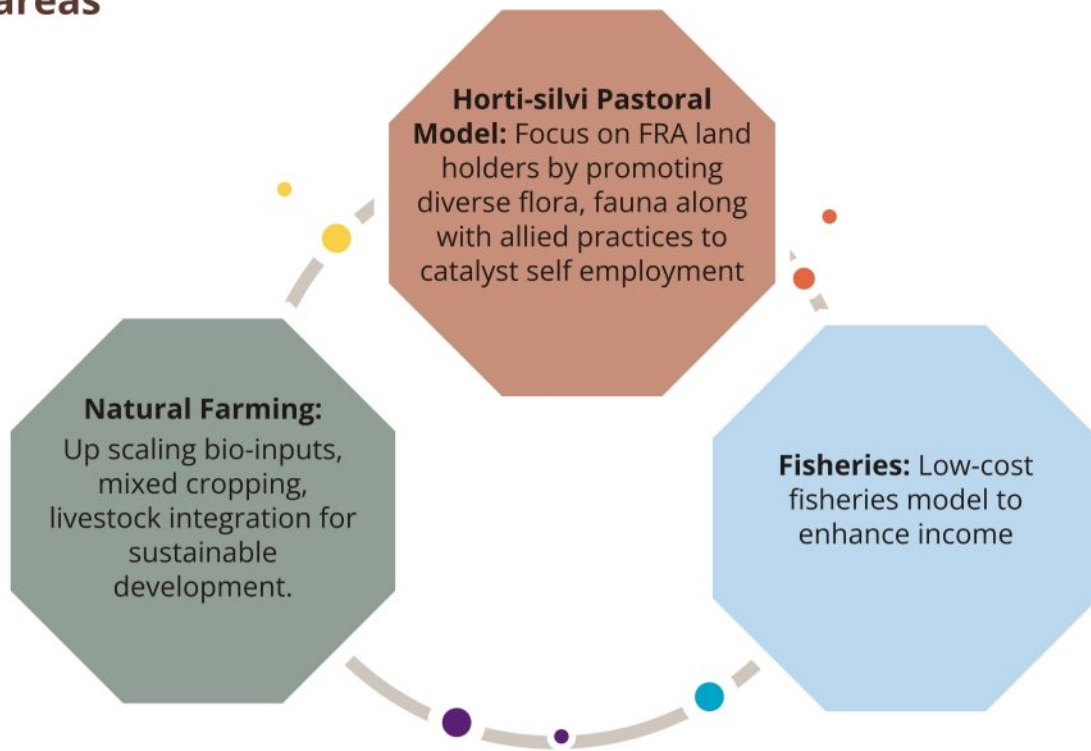 areas
Horti-silvi Pastoral
Model: Focus on FRA land
holders by promoting
diverse flora, fauna along
with allied practices to
catalyst self employment
Natural Farming:
Up scaling bio-inputs,
mixed cropping,
livestock integration for
sustainable
development.
Fisheries: Low-cost
fisheries model to
enhance income